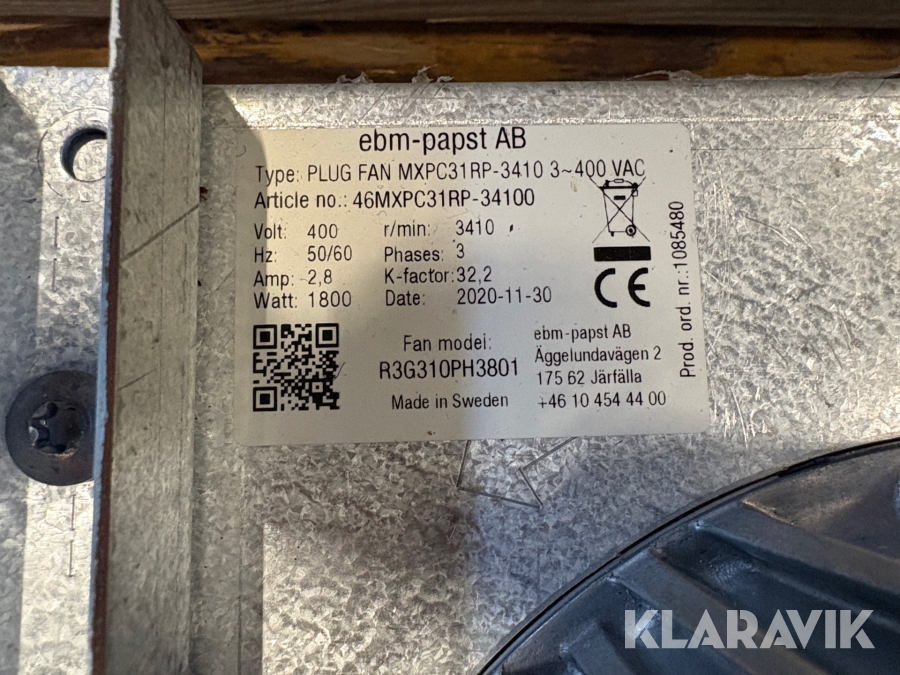 ebm-papst AB
Type: PLUG FAN MXPC31RP-3410 3~400 VAC
Article no.: 46MXPC31RP-34100
Volt: 400 r/min: 3410
Hz: 50/60 Phases: 3
Amp: 2,8 K-factor: 32,2
Watt: 1800 Date: 2020-11-30
CE
Prod. ord. nr.:1085480
Fan model:
R3G310PH3801
Made in Sweden
ebm-papst AB
Äggelundavägen 2
175 62 Järfälla
+46 10 454 44 00
KLARAVIK